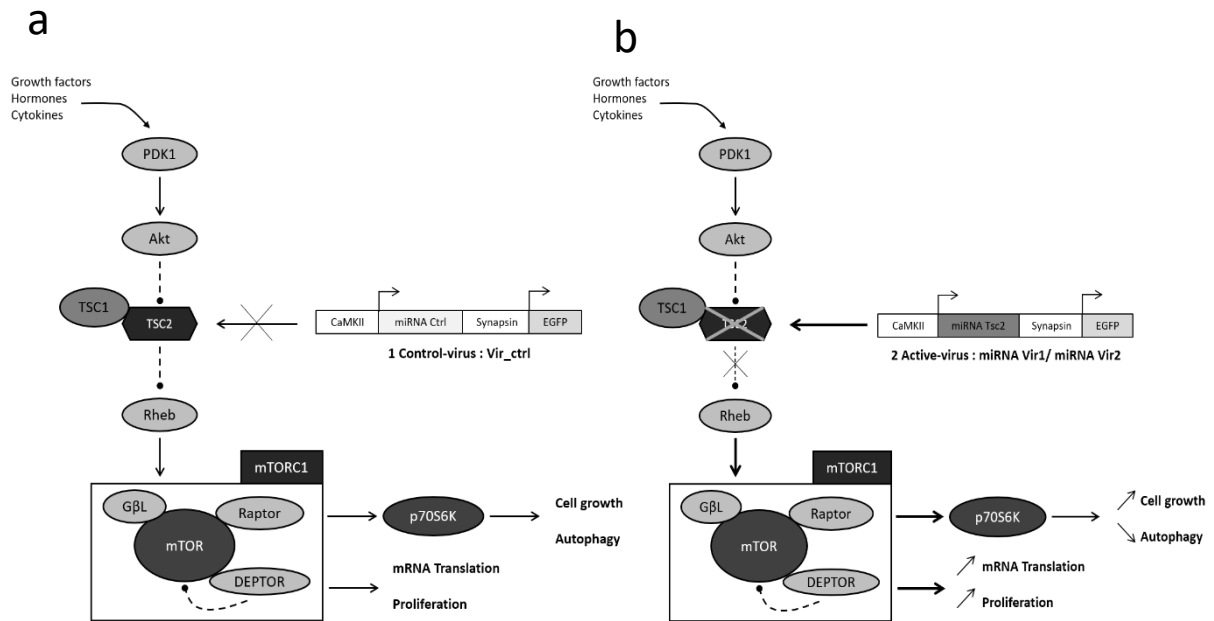 a
Growth factors
Hormones
Cytokines
PDK1
Akt
TSC1
TSC2
CaMKII
miRNA Ctrl
Synapsin
EGFP
1 Control-virus : Vir_ctrl
Rheb
mTORC1
GβL
Raptor
mTOR
DEPTOR
p70S6K
Cell growth
Autophagy
mRNA Translation
Proliferation
b
Growth factors
Hormones
Cytokines
PDK1
Akt
TSC1
TSC2
CaMKII
miRNA Tsc2
Synapsin
EGFP
2 Active-virus : miRNA Vir1/ miRNA Vir2
Rheb
mTORC1
GβL
Raptor
mTOR
DEPTOR
p70S6K
Cell growth
Autophagy
mRNA Translation
Proliferation